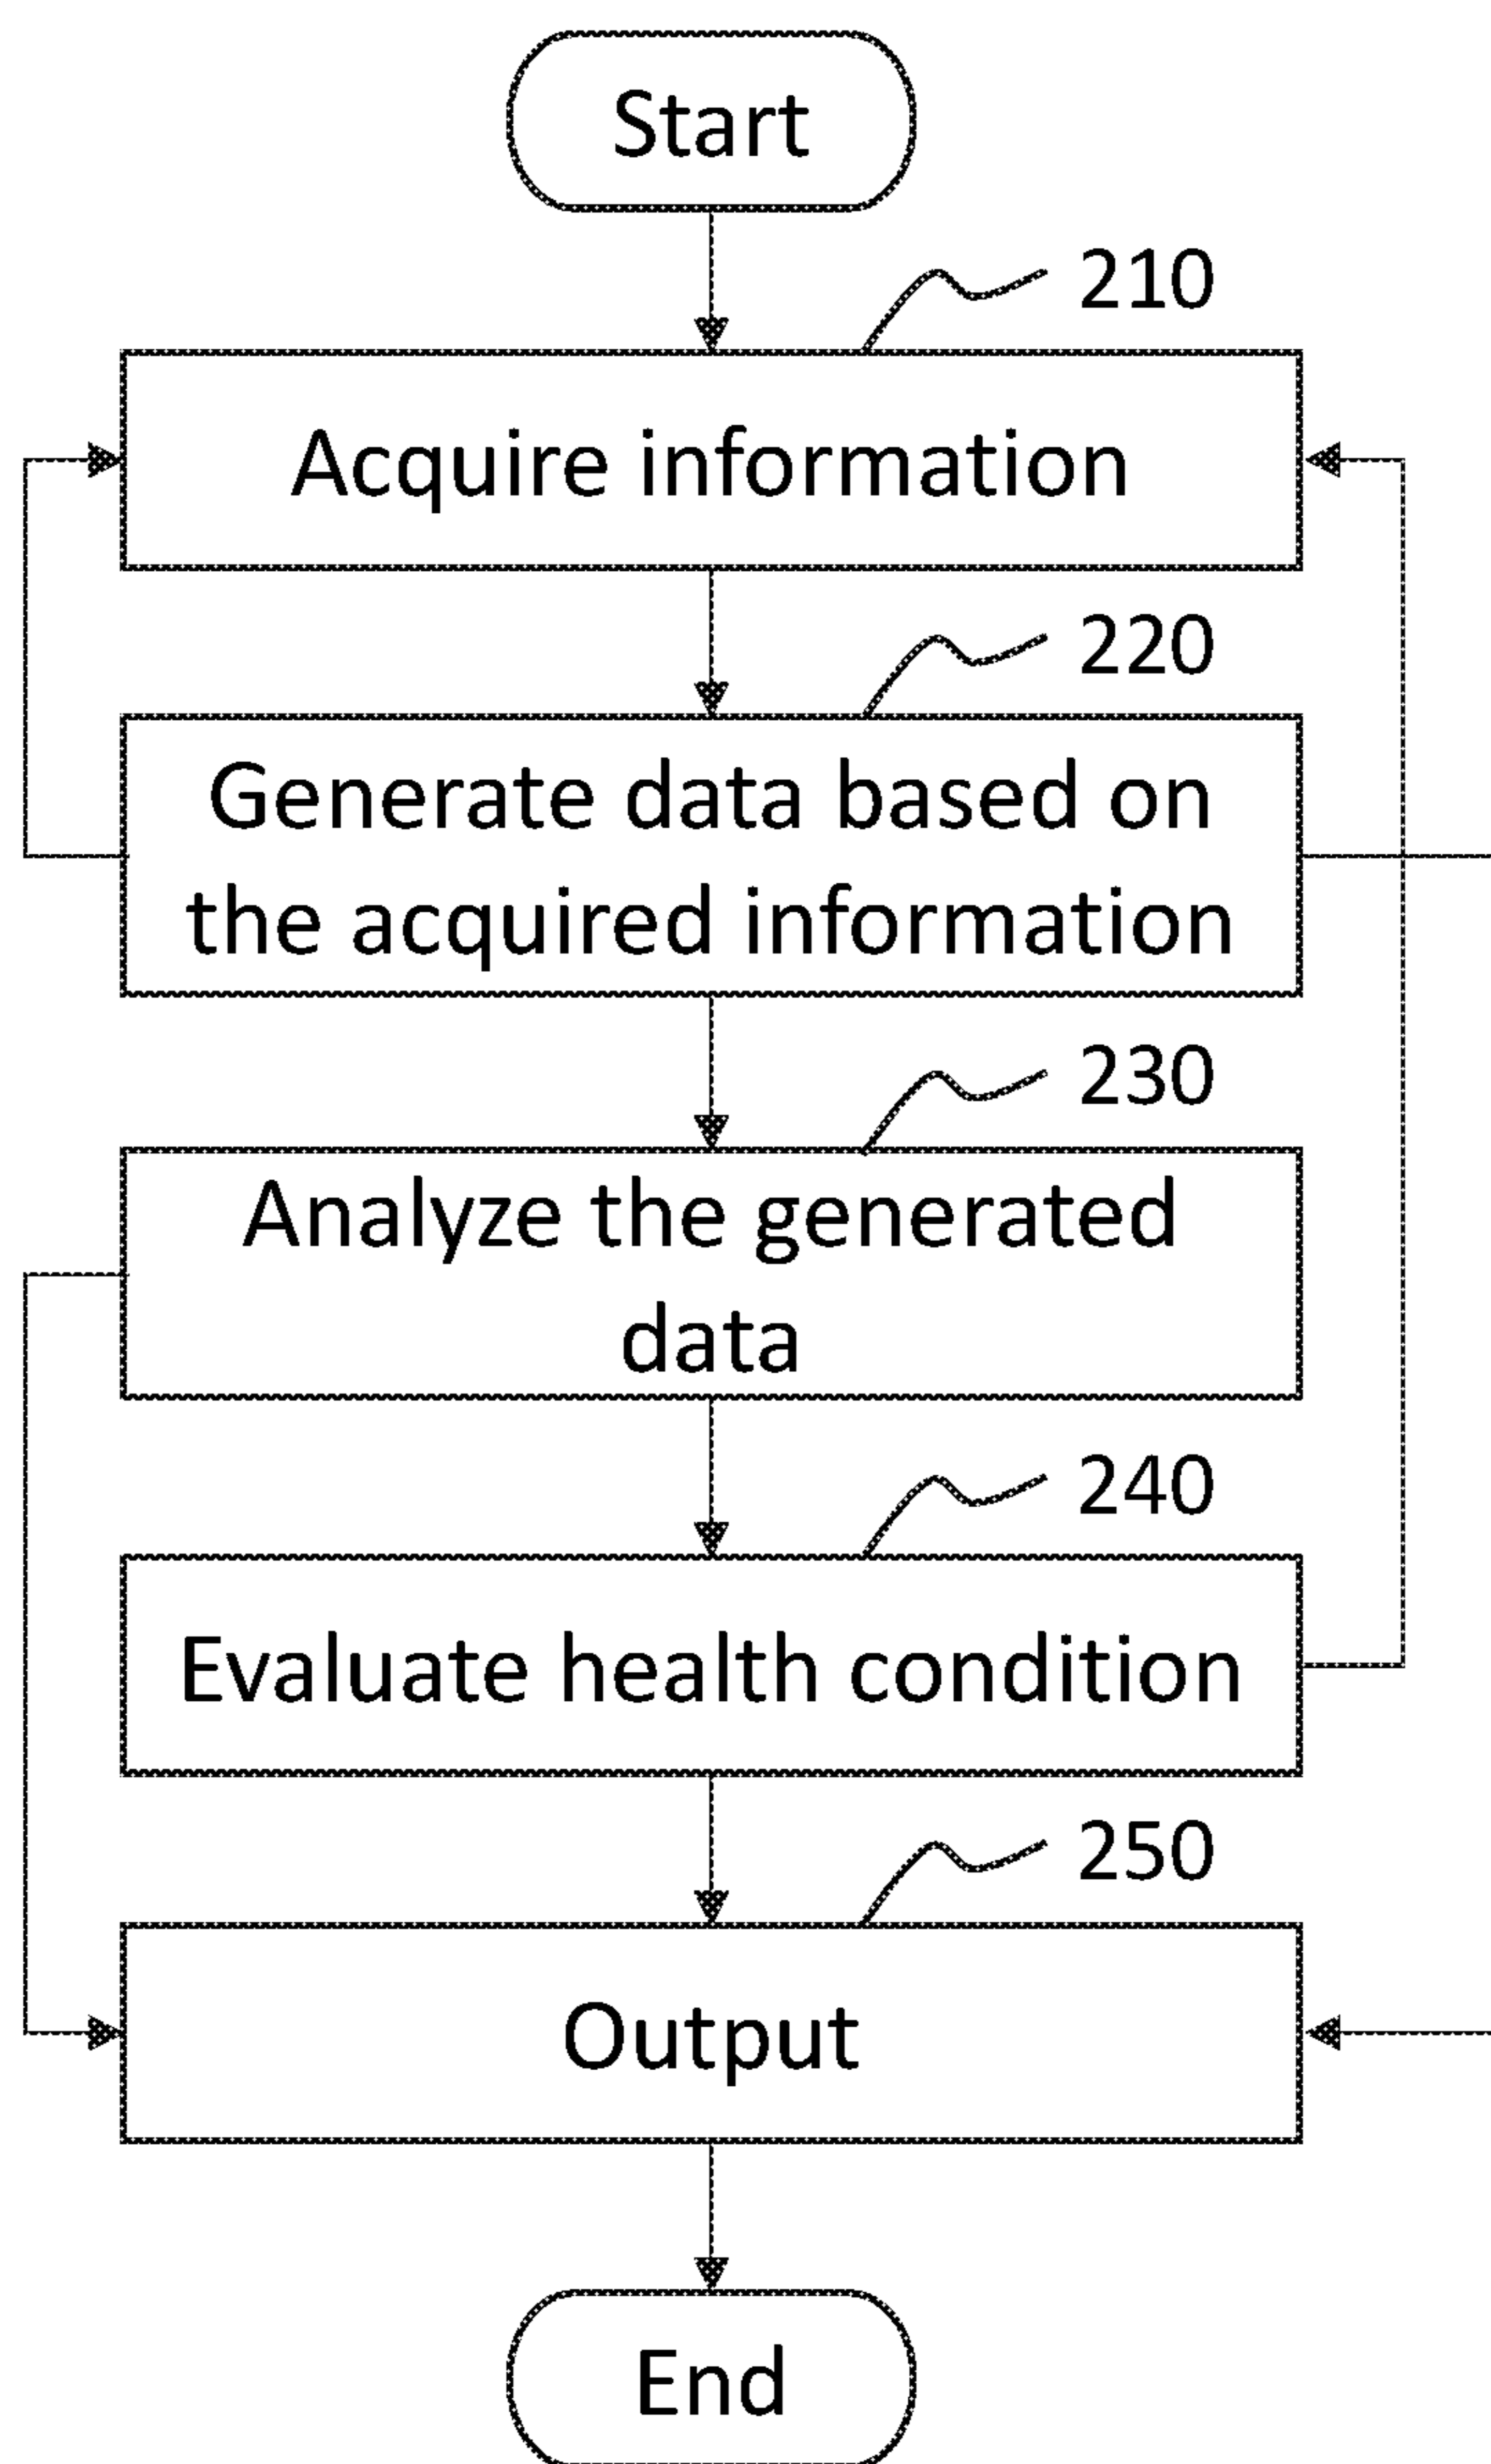 Start
210
Acquire information
220
Generate data based on
the acquired information
230
Analyze the generated
data
240
Evaluate health condition
250
Output
End